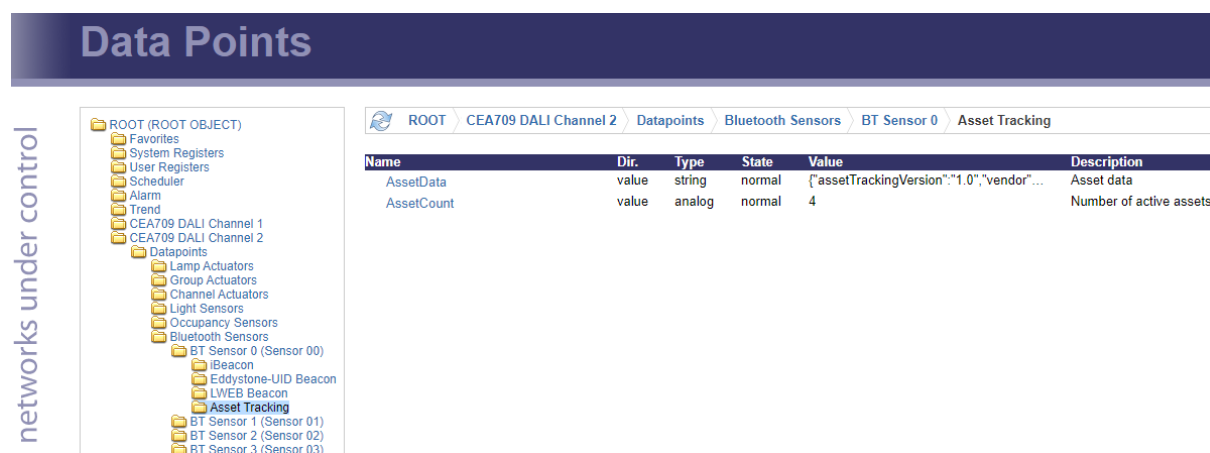 Data Points
networks under control
ROOT (ROOT OBJECT)
Favorites
System Registers
User Registers
Scheduler
Alarm
Trend
CEA709 DALI Channel 1
CEA709 DALI Channel 2
Datapoints
Lamp Actuators
Group Actuators
Channel Actuators
Light Sensors
Occupancy Sensors
Bluetooth Sensors
BT Sensor 0 (Sensor 00)
iBeacon
Eddystone-UID Beacon
LWEB Beacon
Asset Tracking
BT Sensor 1 (Sensor 01)
BT Sensor 2 (Sensor 02)
BT Sensor 3 (Sensor 03)
ROOT CEA709 DALI Channel 2 Datapoints Bluetooth Sensors BT Sensor 0 Asset Tracking
Name Dir. Type State Value Description
AssetData value string normal {"assetTrackingVersion":"1.0","vendor"... Asset data
AssetCount value analog normal 4 Number of active assets